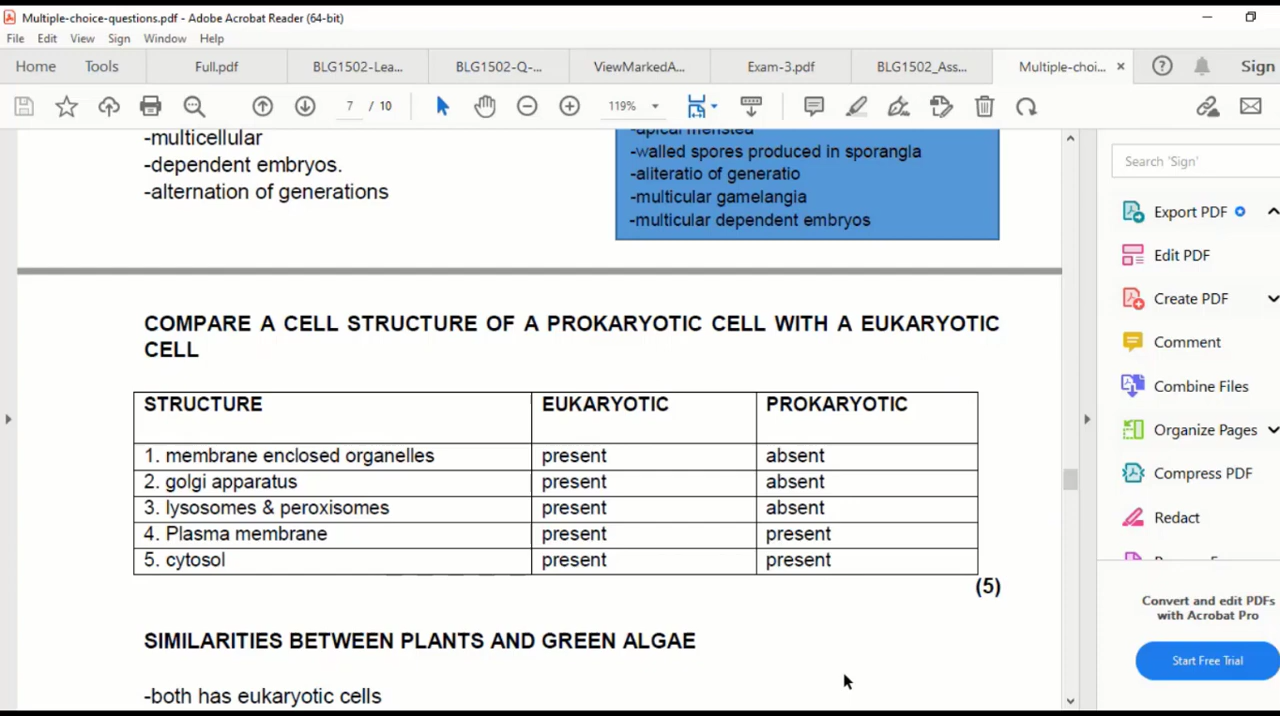 Multiple-choice-questions.pdf - Adobe Acrobat Reader (64-bit)
File Edit View Sign Window Help
Home Tools Full.pdf BLG1502-Lea... BLG1502-Q-... ViewMarkedA... Exam-3.pdf BLG1502_Ass... Multiple-choi... × Sign
7 / 10 119%
-multicellular
-dependent embryos.
-alternation of generations
-apical meristea
-walled spores produced in sporangla
-aliteratio of generatio
-multicular gamelangia
-multicular dependent embryos
COMPARE A CELL STRUCTURE OF A PROKARYOTIC CELL WITH A EUKARYOTIC
CELL
STRUCTURE EUKARYOTIC PROKARYOTIC
1. membrane enclosed organelles present absent
2. golgi apparatus present absent
3. lysosomes & peroxisomes present absent
4. Plasma membrane present present
5. cytosol present present
(5)
SIMILARITIES BETWEEN PLANTS AND GREEN ALGAE
-both has eukaryotic cells
Search 'Sign'
Export PDF
Edit PDF
Create PDF
Comment
Combine Files
Organize Pages
Compress PDF
Redact
Convert and edit PDFs
with Acrobat Pro
Start Free Trial